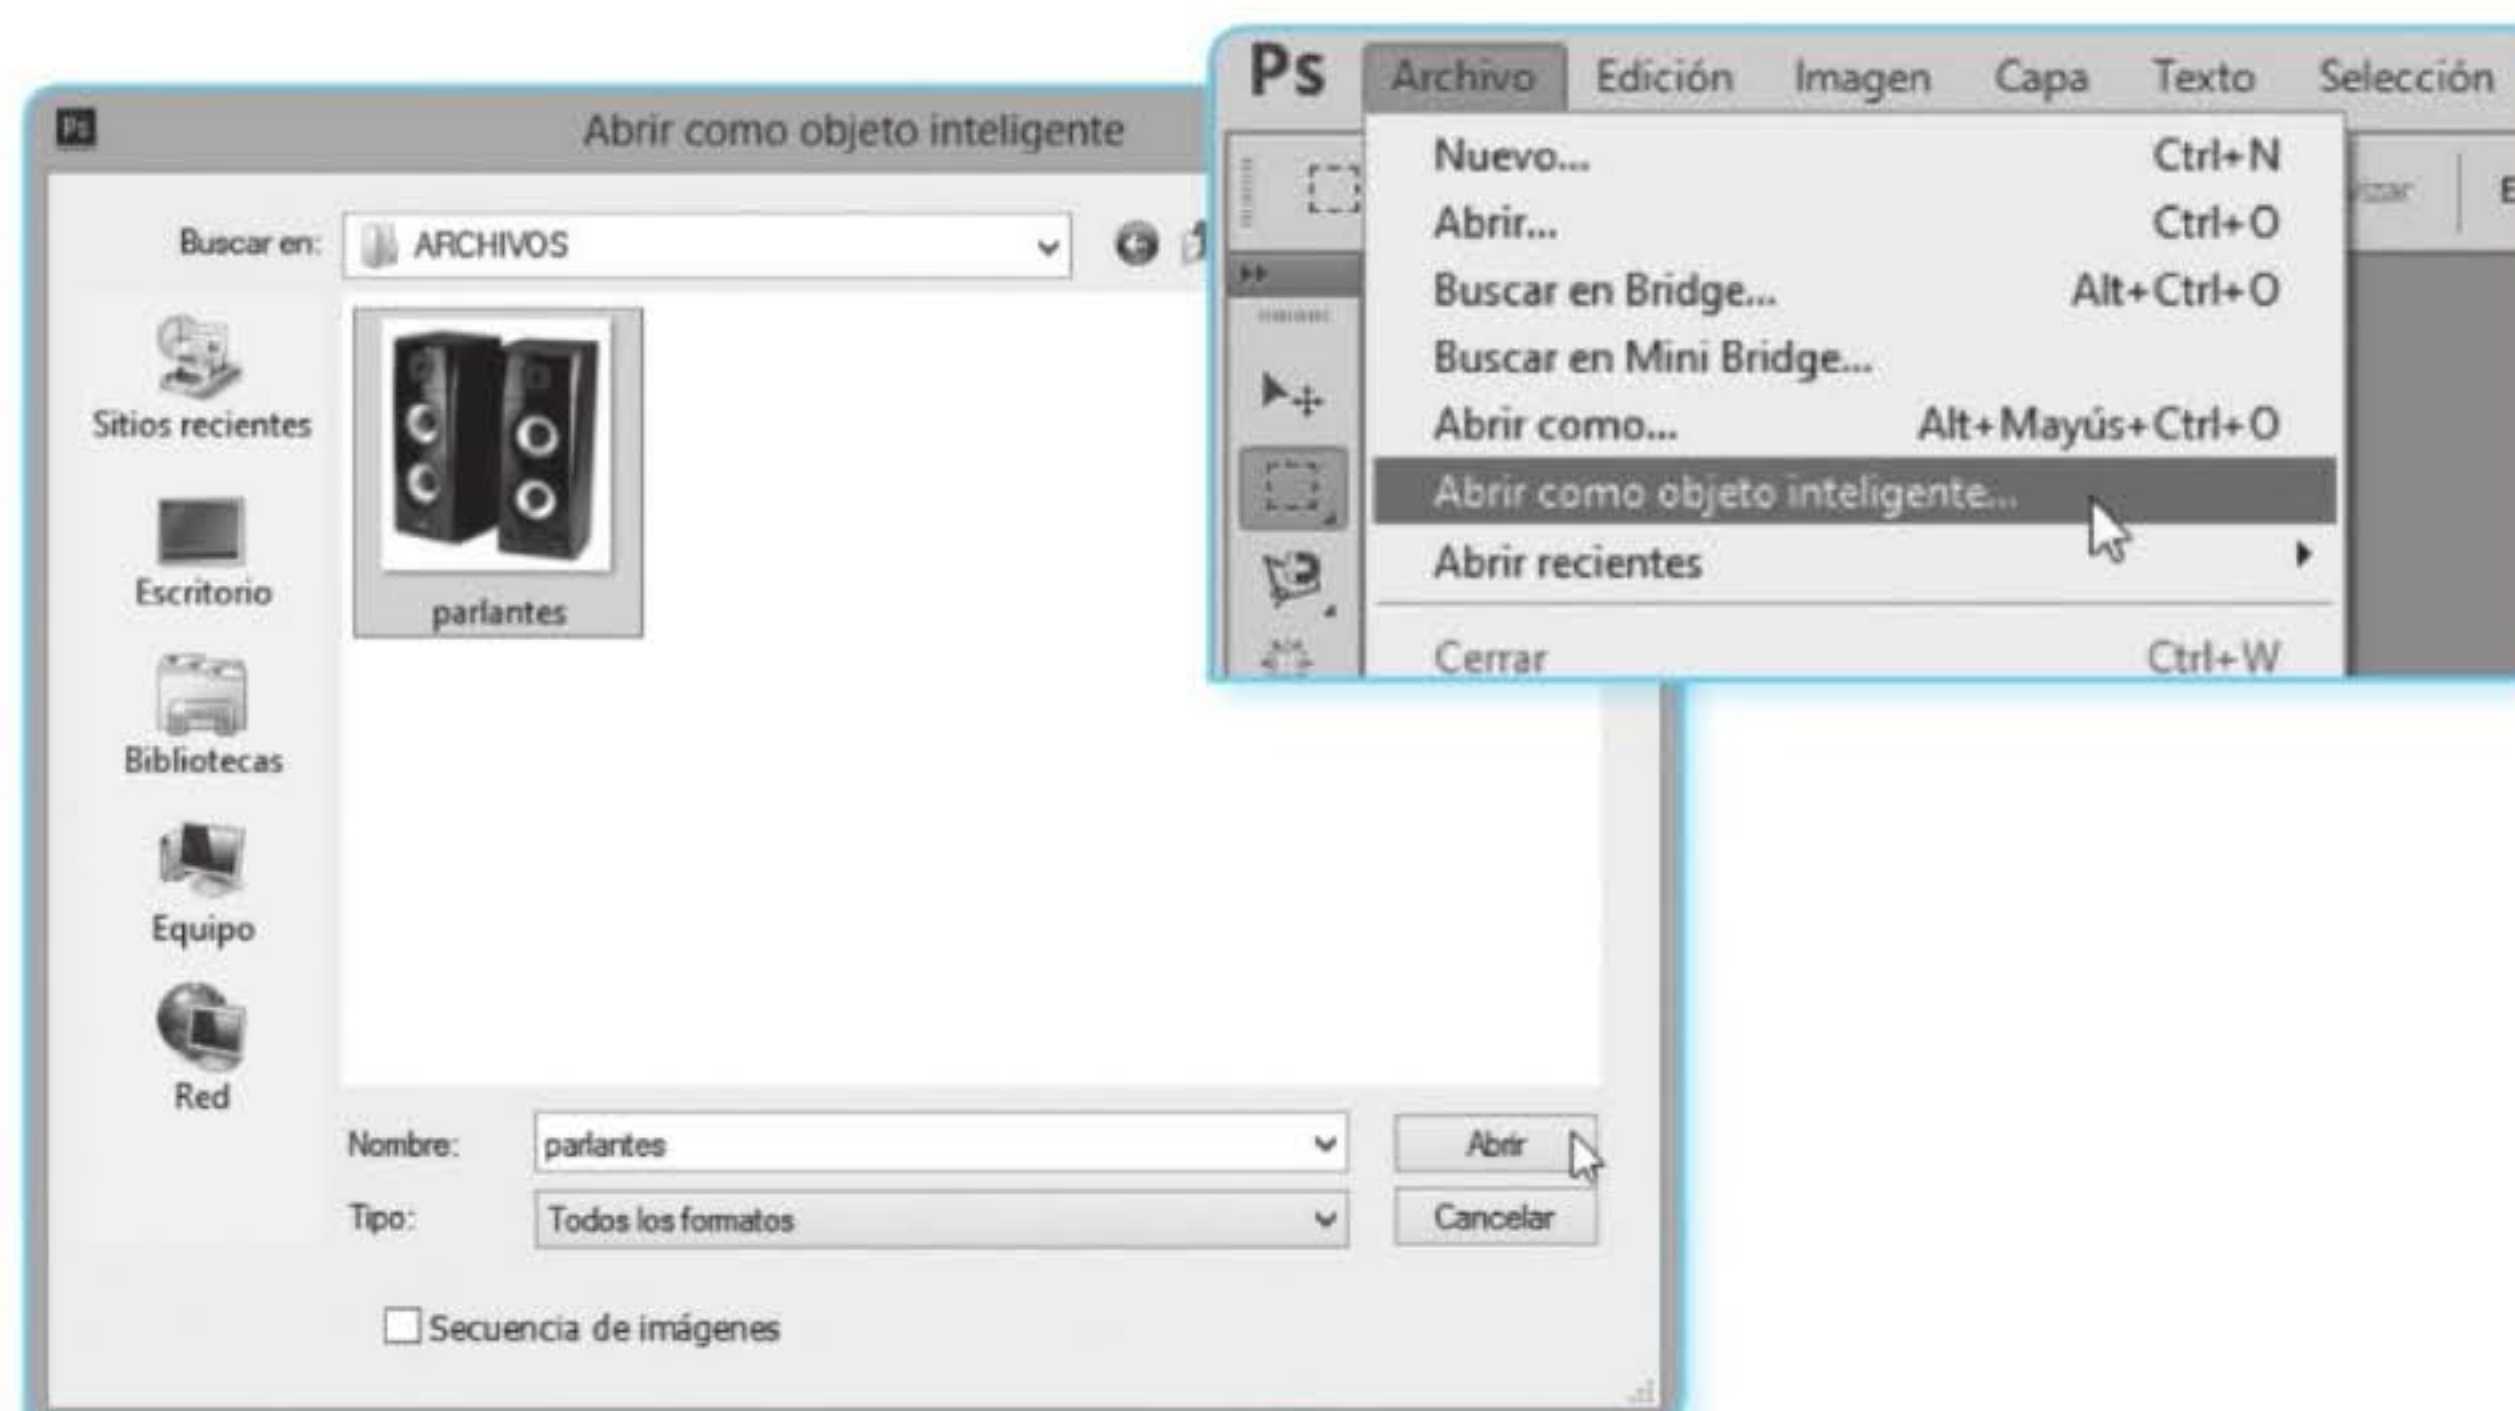 Ps Archivo Edición Imagen Capa Texto Selección
Nuevo... Ctrl+N
Abrir... Ctrl+O
Buscar en Bridge... Alt+Ctrl+O
Buscar en Mini Bridge...
Abrir como... Alt+Mayús+Ctrl+O
Abrir como objeto inteligente...
Abrir recientes
Cerrar Ctrl+W
Ps Abrir como objeto inteligente
Buscar en: ARCHIVOS
Sitios recientes
Escritorio
Bibliotecas
Equipo
Red
parlantes
Nombre: parlantes Abrir
Tipo: Todos los formatos Cancelar
Secuencia de imágenes